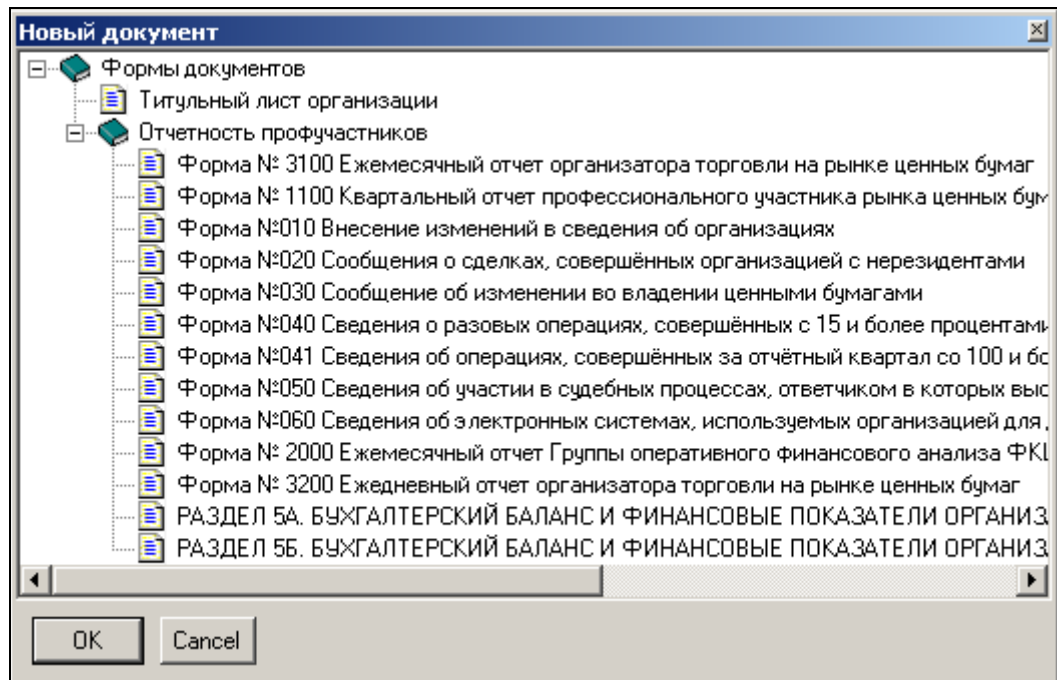 Новый документ
Формы документов
Титульный лист организации
Отчетность профучастников
Форма № 3100 Ежемесячный отчет организатора торговли на рынке ценных бумаг
Форма № 1100 Квартальный отчет профессионального участника рынка ценных бум
Форма №010 Внесение изменений в сведения об организациях
Форма №020 Сообщения о сделках, совершённых организацией с нерезидентами
Форма №030 Сообщение об изменении во владении ценными бумагами
Форма №040 Сведения о разовых операциях, совершённых с 15 и более процентами
Форма №041 Сведения об операциях, совершённых за отчётный квартал со 100 и бо
Форма №050 Сведения об участии в судебных процессах, ответчиком в которых выс
Форма №060 Сведения об электронных системах, используемых организацией для
Форма № 2000 Ежемесячный отчет Группы оперативного финансового анализа ФКЦ
Форма № 3200 Ежедневный отчет организатора торговли на рынке ценных бумаг
РАЗДЕЛ 5А. БУХГАЛТЕРСКИЙ БАЛАНС И ФИНАНСОВЫЕ ПОКАЗАТЕЛИ ОРГАНИЗ
РАЗДЕЛ 5Б. БУХГАЛТЕРСКИЙ БАЛАНС И ФИНАНСОВЫЕ ПОКАЗАТЕЛИ ОРГАНИЗ
OK Cancel